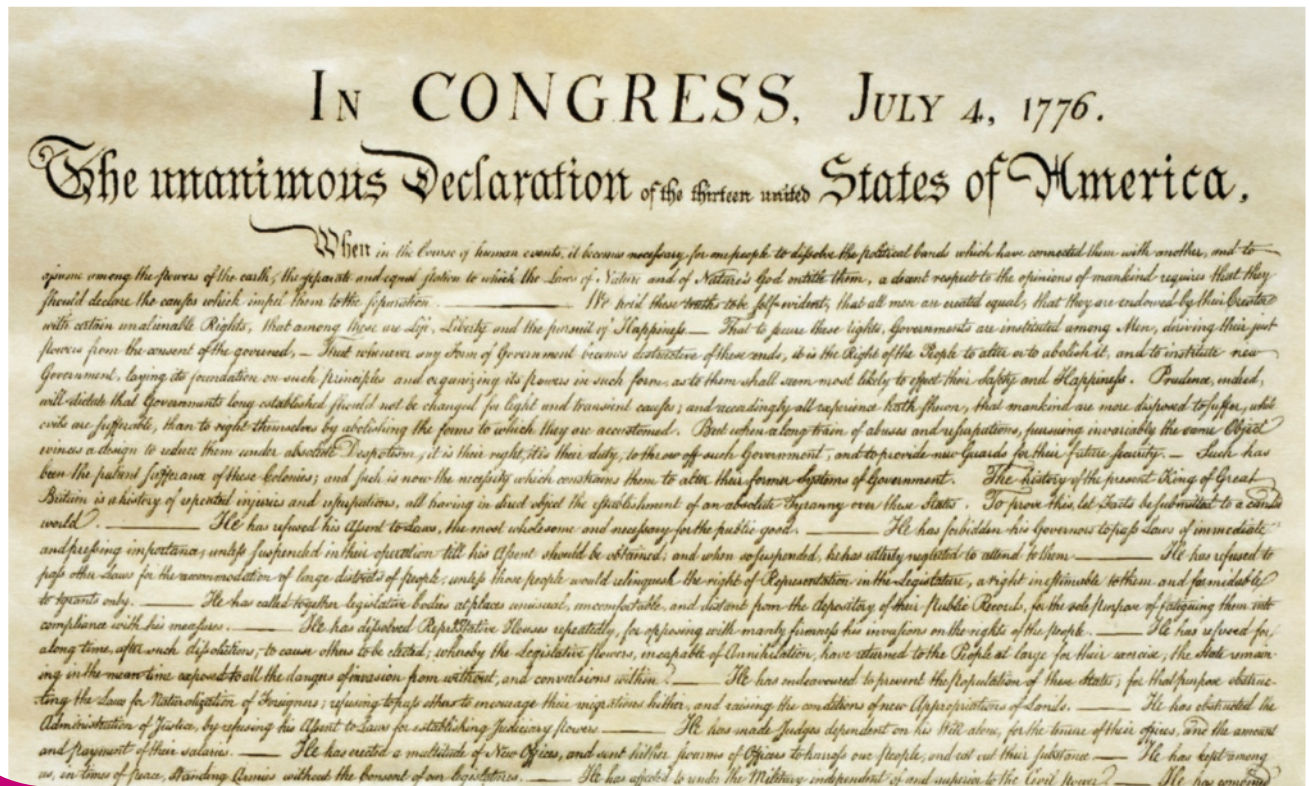 In CONGRESS, July 4, 1776.
The unanimous Declaration of the thirteen united States of America,
When in the Course of human events, it becomes necessary for one people to dissolve the political bands which have connected them with another, and to
assume among the powers of the earth, the separate and equal station to which the Laws of Nature and of Nature's God entitle them, a decent respect to the opinions of mankind requires that they
should declare the causes which impel them to the separation. ——— We hold these truths to be self-evident, that all men are created equal, that they are endowed by their Creator
with certain unalienable Rights, that among these are Life, Liberty and the pursuit of Happiness — That to secure these rights, Governments are instituted among Men, deriving their just
powers from the consent of the governed, — That whenever any Form of Government becomes destructive of these ends, it is the Right of the People to alter or to abolish it, and to institute new
Government, laying its foundation on such principles and organizing its powers in such form, as to them shall seem most likely to effect their Safety and Happiness. Prudence, indeed,
will dictate that Governments long established should not be changed for light and transient causes; and accordingly all experience hath shewn, that mankind are more disposed to suffer, while
evils are sufferable, than to right themselves by abolishing the forms to which they are accustomed. But when a long train of abuses and usurpations, pursuing invariably the same Object
evinces a design to reduce them under absolute Despotism, it is their right, it is their duty, to throw off such Government, and to provide new Guards for their future security. — Such has
been the patient sufferance of these Colonies; and such is now the necessity which constrains them to alter their former Systems of Government. The history of the present King of Great
Britain is a history of repeated injuries and usurpations, all having in direct object the establishment of an absolute Tyranny over these States. To prove this, let Facts be submitted to a candid
world. ——— He has refused his Assent to Laws, the most wholesome and necessary for the public good. ——— He has forbidden his Governors to pass Laws of immediate
and pressing importance, unless suspended in their operation till his Assent should be obtained; and when so suspended, he has utterly neglected to attend to them ——— He has refused to
pass other Laws for the accommodation of large districts of people, unless those people would relinquish the right of Representation in the Legislature, a right inestimable to them and formidable
to tyrants only. ——— He has called together legislative bodies at places unusual, uncomfortable, and distant from the depository of their Public Records, for the sole purpose of fatiguing them into
compliance with his measures. ——— He has dissolved Representative Houses repeatedly, for opposing with manly firmness his invasions on the rights of the people. ——— He has refused for
a long time, after such dissolutions, to cause others to be elected; whereby the Legislative powers, incapable of Annihilation, have returned to the People at large for their exercise; the State remain-
ing in the mean time exposed to all the dangers of invasion from without, and convulsions within. ——— He has endeavoured to prevent the population of these States; for that purpose obstruc-
ting the Laws for Naturalization of Foreigners; refusing to pass others to encourage their migrations hither, and raising the conditions of new Appropriations of Lands. ——— He has obstructed the
Administration of Justice, by refusing his Assent to Laws for establishing Judiciary powers. ——— He has made Judges dependent on his Will alone, for the tenure of their offices, and the amount
and payment of their salaries. ——— He has erected a multitude of New Offices, and sent hither swarms of Officers to harrass our people, and eat out their substance. ——— He has kept among
us, in times of peace, Standing Armies without the Consent of our legislatures. ——— He has affected to render the Military independent of and superior to the Civil power. ——— He has combined